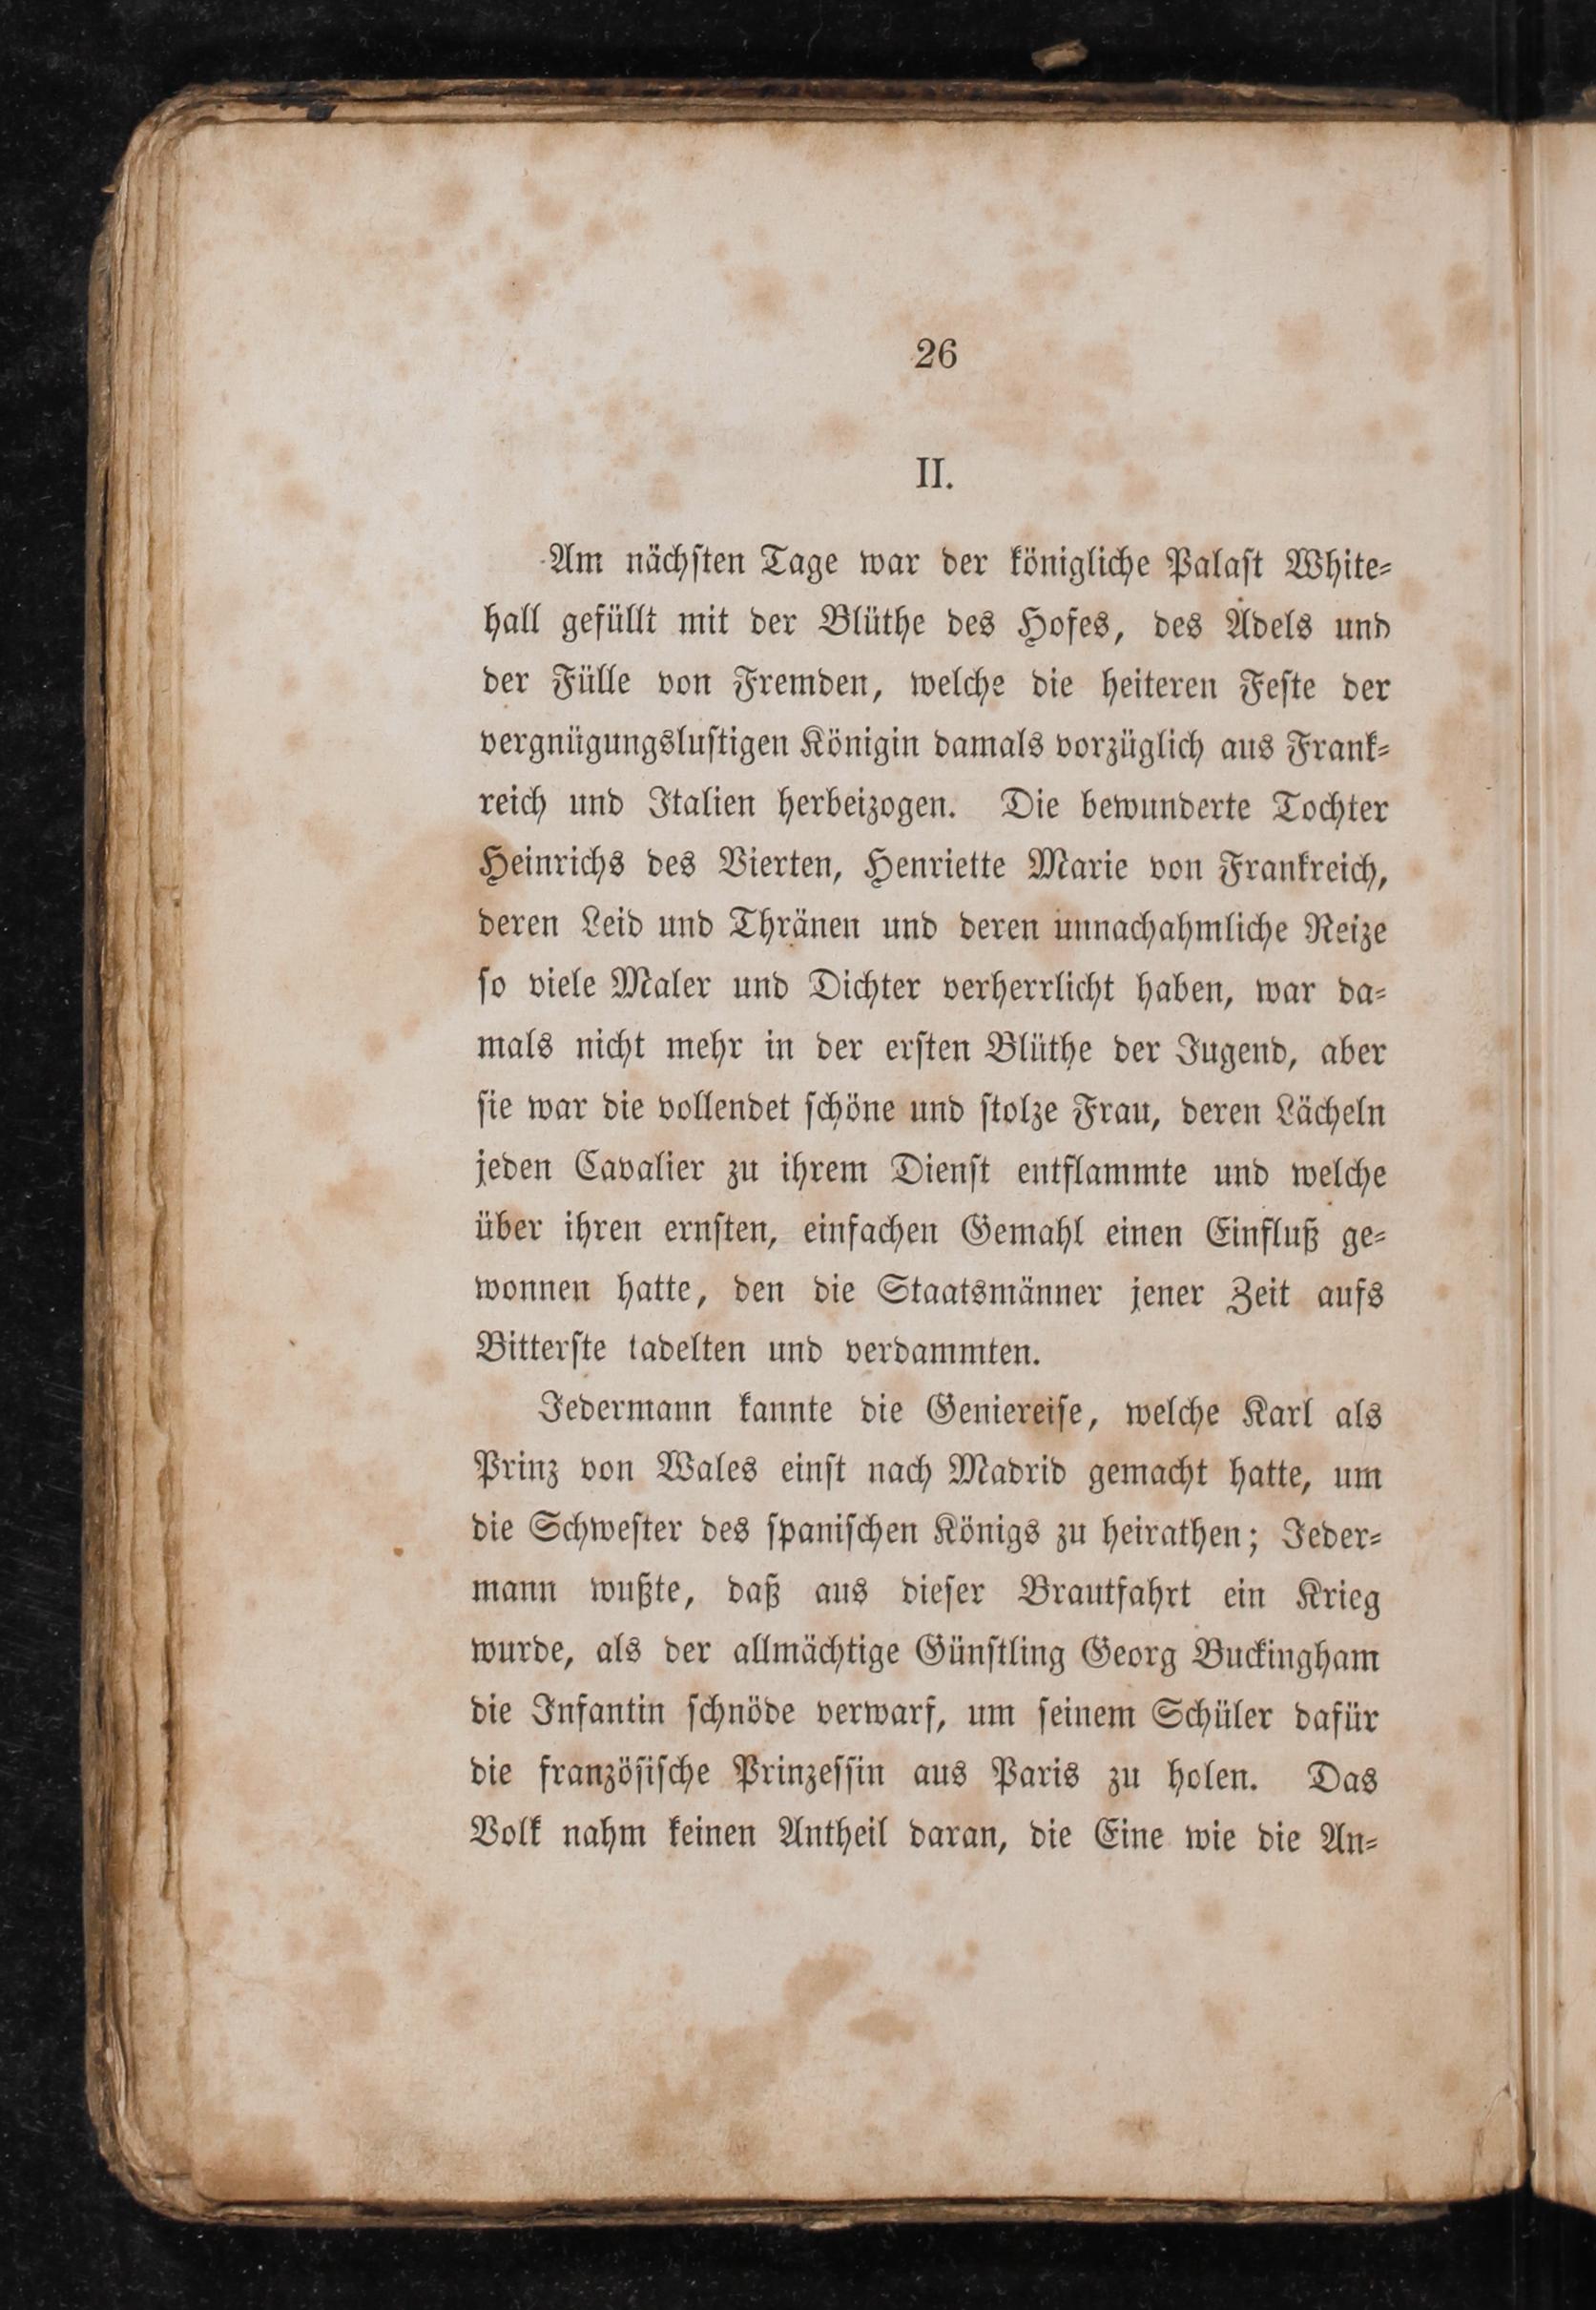 26
II.
Am nächsten Tage war der königliche Palast White-
hall gefüllt mit der Blüthe des Hofes, des Adels und
der Fülle von Fremden, welche die heiteren Feste der
vergnügungslustigen Königin damals vorzüglich aus Frank-
reich und Italien herbeizogen. Die bewunderte Tochter
Heinrichs des Vierten, Henriette Marie von Frankreich,
deren Leid und Thränen und deren unnachahmliche Reize
so viele Maler und Dichter verherrlicht haben, war da-
mals nicht mehr in der ersten Blüthe der Jugend, aber
sie war die vollendet schöne und stolze Frau, deren Lächeln
jeden Cavalier zu ihrem Dienst entflammte und welche
über ihren ernsten, einfachen Gemahl einen Einfluß ge-
wonnen hatte, den die Staatsmänner jener Zeit aufs
Bitterste tadelten und verdammten.
Jedermann kannte die Geniereise, welche Karl als
Prinz von Wales einst nach Madrid gemacht hatte, um
die Schwester des spanischen Königs zu heirathen; Jeder-
mann wußte, daß aus dieser Brautfahrt ein Krieg
wurde, als der allmächtige Günstling Georg Buckingham
die Infantin schnöde verwarf, um seinem Schüler dafür
die französische Prinzessin aus Paris zu holen. Das
Volk nahm keinen Antheil daran, die Eine wie die An-